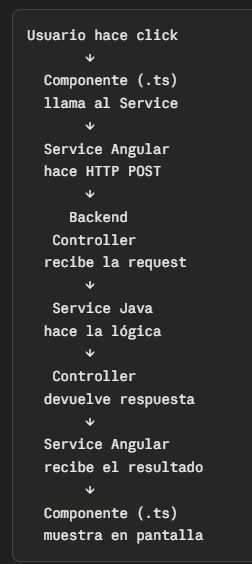 Usuario hace click
↓
Componente (.ts)
llama al Service
↓
Service Angular
hace HTTP POST
↓
Backend
Controller
recibe la request
↓
Service Java
hace la lógica
↓
Controller
devuelve respuesta
↓
Service Angular
recibe el resultado
↓
Componente (.ts)
muestra en pantalla